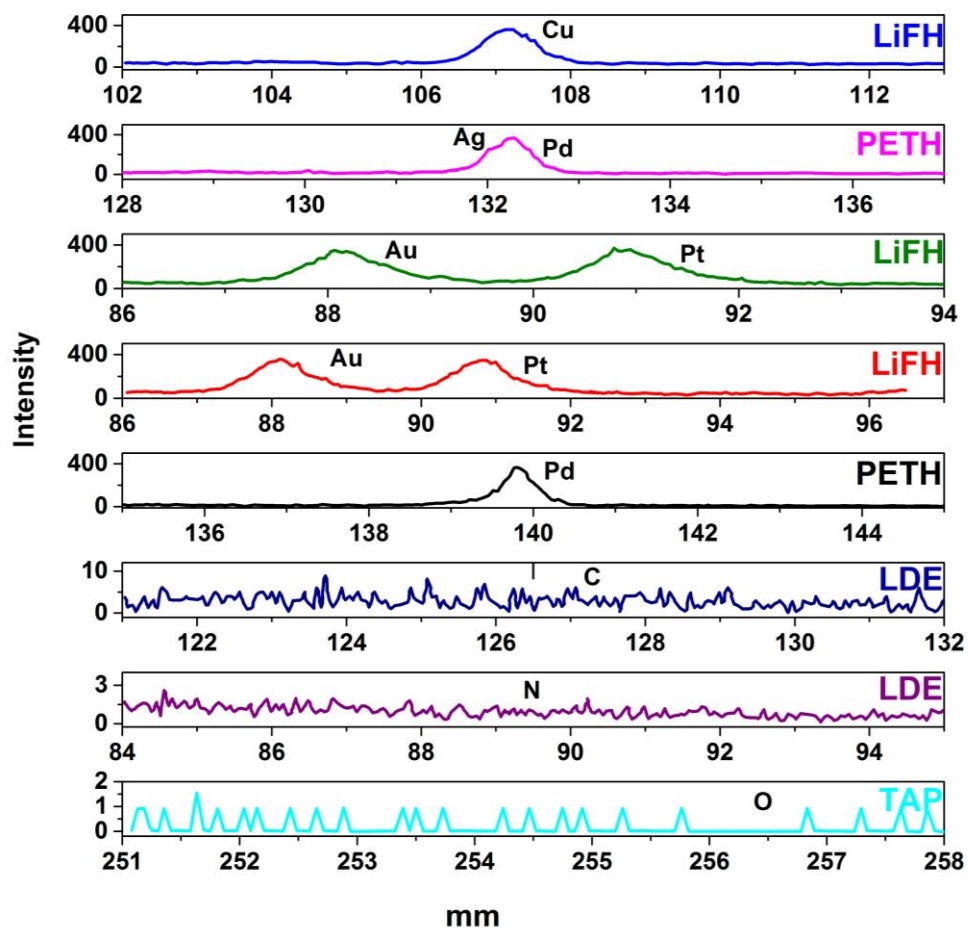 400
Cu
LiFH
0
102 104 106 108 110 112
400
Ag
Pd
PETH
0
128 130 132 134 136
400
Au
Pt
LiFH
0
86 88 90 92 94
400
Au
Pt
LiFH
0
86 88 90 91 92 94 96
400
Pd
PETH
0
136 138 140 142 144
10
C
LDE
0
122 124 126 128 130 132
3
N
LDE
0
84 86 88 90 92 94
2
1
O
TAP
0
251 252 253 254 255 256 257 258
Intensity
mm